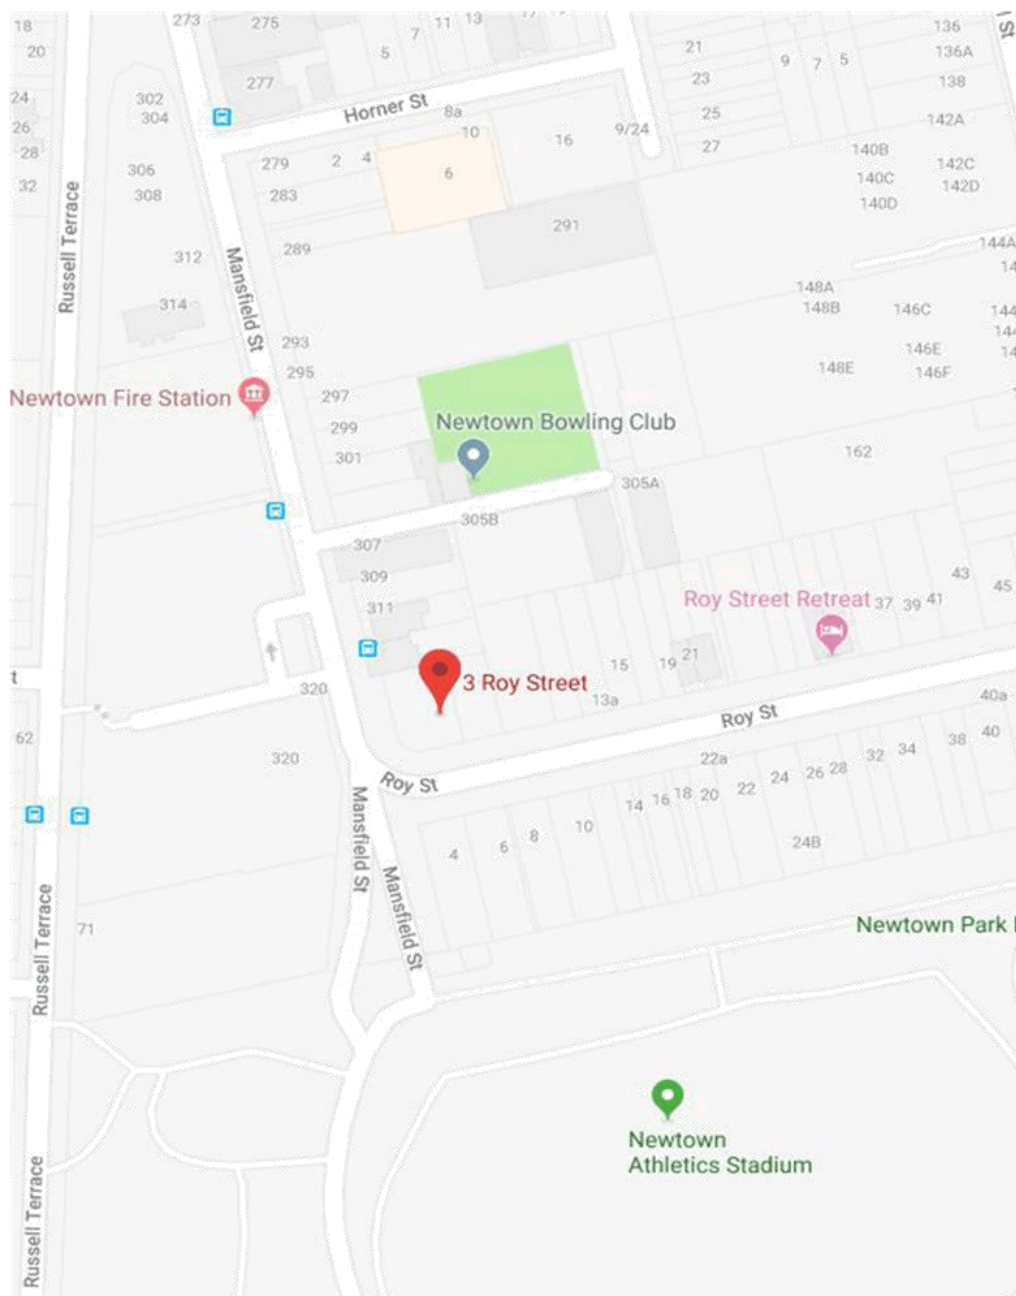 18
273
275
7
11
13
136
20
5
21
9
7
5
136A
277
23
138
24
302
Horner St
304
8a
25
142A
26
10
16
9/24
28
279
2
4
27
140B
306
6
142C
32
283
140C
142D
308
140D
Russell Terrace
291
289
144A
312
Mansfield St
148A
314
148B
146C
293
146E
295
148E
146F
Newtown Fire Station
297
Newtown Bowling Club
299
301
162
305A
305B
307
309
43
Roy Street Retreat
37
39
41
45
311
15
19
21
3 Roy Street
320
13a
40a
Roy St
62
320
22a
38
40
32
34
Roy St
24
26
28
22
14
16
18
20
10
8
24B
4
6
Mansfield St
Mansfield St
Russell Terrace
71
Newtown Park
Newtown
Athletics Stadium
Russell Terrace